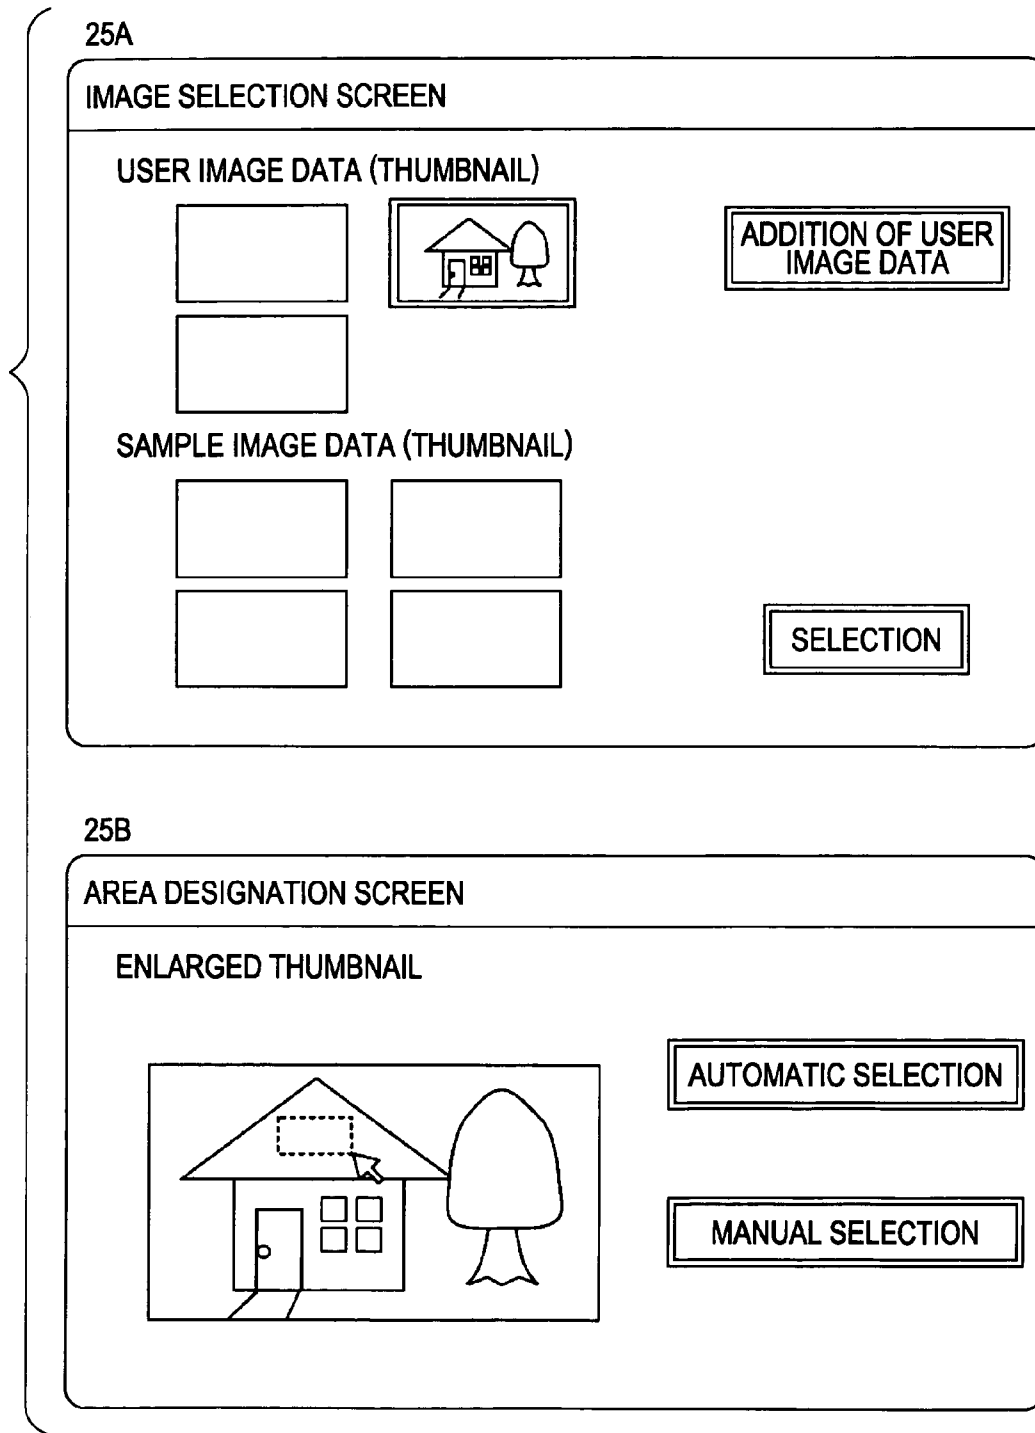 25A
IMAGE SELECTION SCREEN
USER IMAGE DATA (THUMBNAIL)
ADDITION OF USER
IMAGE DATA
SAMPLE IMAGE DATA (THUMBNAIL)
SELECTION
25B
AREA DESIGNATION SCREEN
ENLARGED THUMBNAIL
AUTOMATIC SELECTION
MANUAL SELECTION